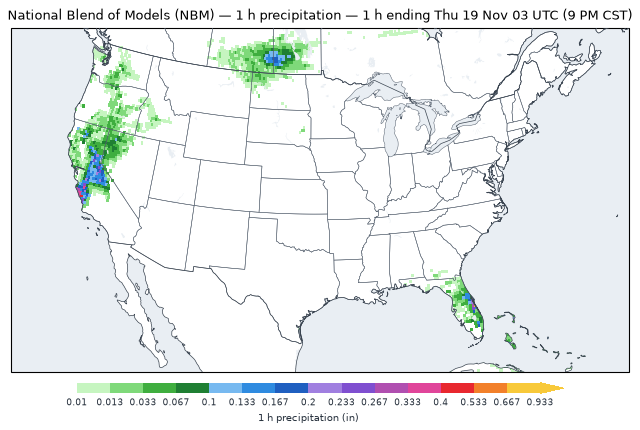 National Blend of Models (NBM) — 1 h precipitation — 1 h ending Thu 19 Nov 03 UTC (9 PM CST)
0.01 0.013 0.033 0.067 0.1 0.133 0.167 0.2 0.233 0.267 0.333 0.4 0.533 0.667 0.933
1 h precipitation (in)